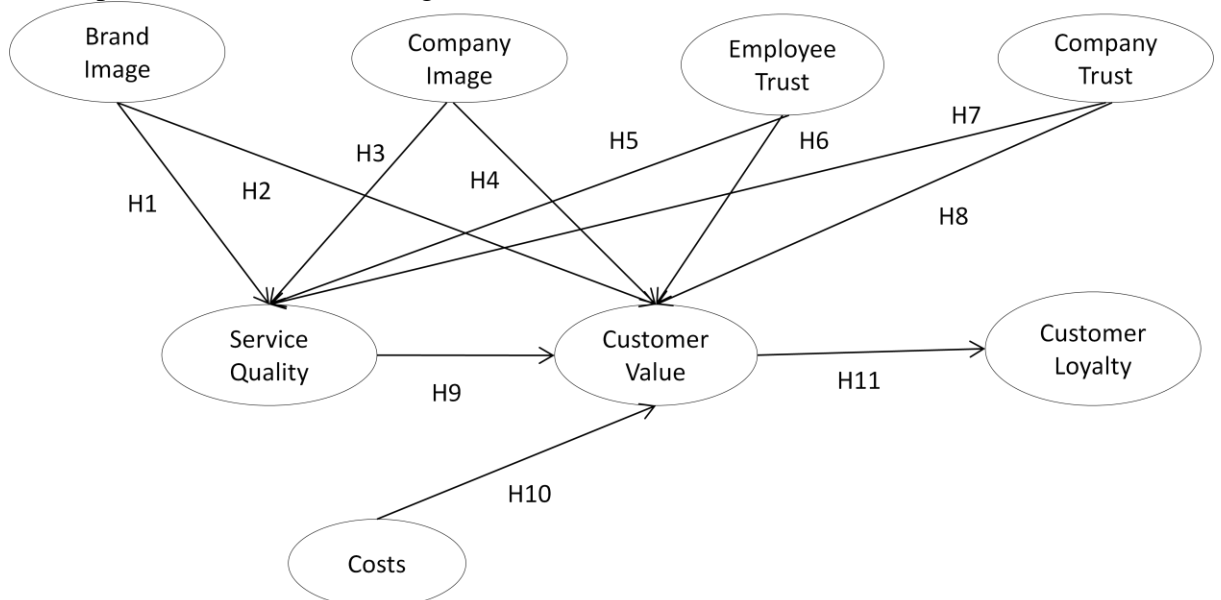 Brand
Image
Company
Image
Employee
Trust
Company
Trust
H1
H2
H3
H4
H5
H6
H7
H8
Service
Quality
Customer
Value
Customer
Loyalty
H9
H11
H10
Costs